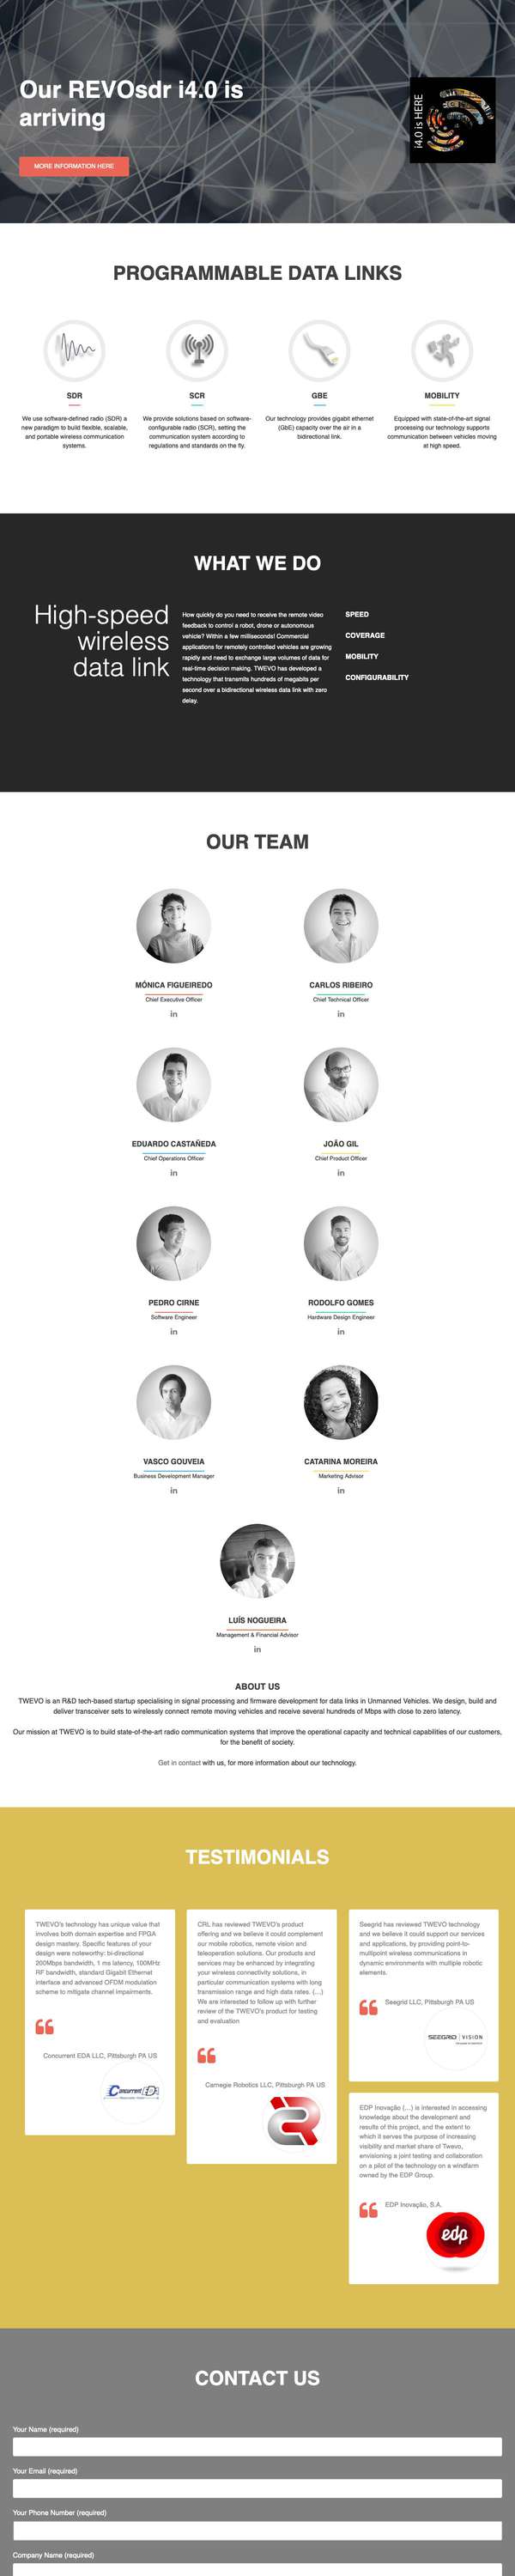 Our REVOsdr i4.0 is
arriving
i4.0 is HERE
MORE INFORMATION HERE
PROGRAMMABLE DATA LINKS
SDR
We use software-defined radio (SDR) a
new paradigm to build flexible, scalable,
and portable wireless communication
systems.
SCR
We provide solutions based on software-
configurable radio (SCR), setting the
communication system according to
regulations and standards on the fly.
GBE
Our technology provides gigabit ethernet
(GbE) capacity over the air in a
bidirectional link.
MOBILITY
Equipped with state-of-the-art signal
processing our technology supports
communication between vehicles moving
at high speed.
WHAT WE DO
High-speed
wireless
data link
How quickly do you need to receive the remote video
feedback to control a robot, drone or autonomous
vehicle? Within a few milliseconds! Commercial
applications for remotely controlled vehicles are growing
rapidly and need to exchange large volumes of data for
real-time decision making. TWEVO has developed a
technology that transmits hundreds of megabits per
second over a bidirectional wireless data link with zero
delay.
SPEED
COVERAGE
MOBILITY
CONFIGURABILITY
OUR TEAM
MÓNICA FIGUEIREDO
Chief Executive Officer
in
CARLOS RIBEIRO
Chief Technical Officer
in
EDUARDO CASTAÑEDA
Chief Operations Officer
in
JOÃO GIL
Chief Product Officer
in
PEDRO CIRNE
Software Engineer
in
RODOLFO GOMES
Hardware Design Engineer
in
VASCO GOUVEIA
Business Development Manager
in
CATARINA MOREIRA
Marketing Advisor
in
LUÍS NOGUEIRA
Management & Financial Advisor
in
ABOUT US
TWEVO is an R&D tech-based startup specialising in signal processing and firmware development for data links in Unmanned Vehicles. We design, build and
deliver transceiver sets to wirelessly connect remote moving vehicles and receive several hundreds of Mbps with close to zero latency.
Our mission at TWEVO is to build state-of-the-art radio communication systems that improve the operational capacity and technical capabilities of our customers,
for the benefit of society.
Get in contact with us, for more information about our technology.
TESTIMONIALS
TWEVO's technology has unique value that
involves both domain expertise and FPGA
design mastery. Specific features of your
design were noteworthy: bi-directional
200Mbps bandwidth, 1 ms latency, 100MHz
RF bandwidth, standard Gigabit Ethernet
interface and advanced OFDM modulation
scheme to mitigate channel impairments.
Concurrent EDA LLC, Pittsburgh PA US
CRL has reviewed TWEVO's product
offering and we believe it could complement
our mobile robotics, remote vision and
teleoperation solutions. Our products and
services may be enhanced by integrating
your wireless connectivity solutions, in
particular communication systems with long
transmission range and high data rates. (...)
We are interested to follow up with further
review of the TWEVO's product for testing
and evaluation
Carnegie Robotics LLC, Pittsburgh PA US
Seegrid has reviewed TWEVO technology
and we believe it could support our services
and applications, by providing point-to-
multipoint wireless communications in
dynamic environments with multiple robotic
elements.
Seegrid LLC, Pittsburgh PA US
SEEGRID | VISION
EDP Inovação (...) is interested in accessing
knowledge about the development and
results of this project, and the extent to
which it serves the purpose of increasing
visibility and market share of Twevo,
envisioning a joint testing and collaboration
on a pilot of the technology on a windfarm
owned by the EDP Group.
EDP Inovação, S.A.
edp
CONTACT US
Your Name (required)
Your Email (required)
Your Phone Number (required)
Company Name (required)